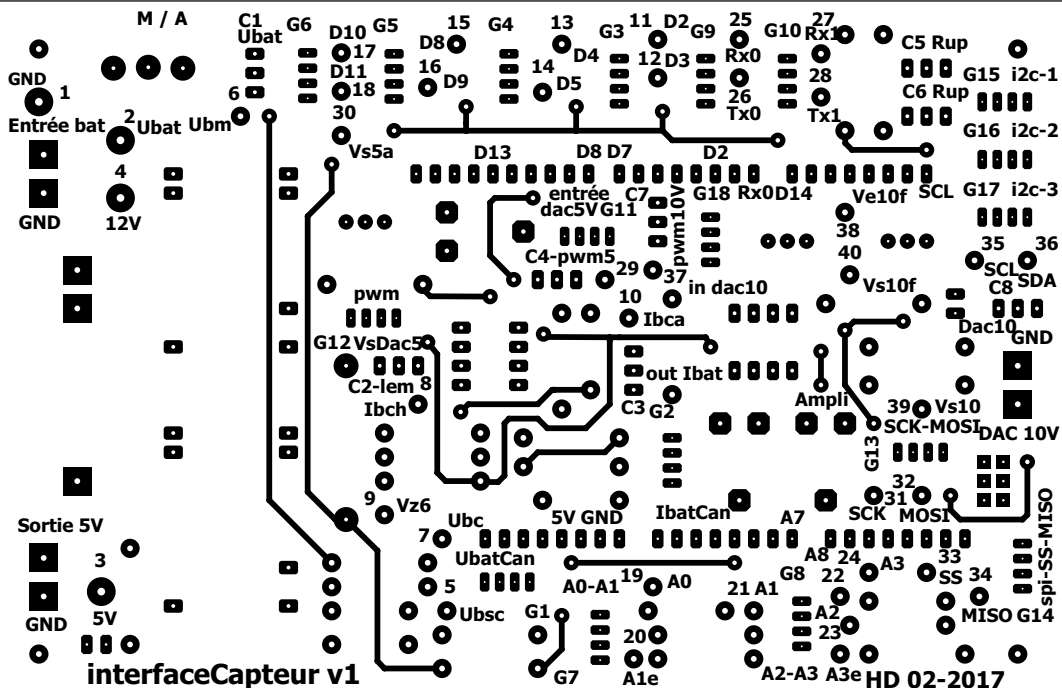 M / A C1 G6 D10 G5 15 G4 13 11 D2 25 G10 27
Ubat 17 D8 D4 G3 G9 Rx0 Rx1 C5 Rup
GND 1 D11 18 16 D9 14 D5 12 D3 26 Tx0 28 Tx1 C6 Rup G15 i2c-1
Entrée bat 2 Ubat Ubm 6 30 G16 i2c-2
4 Vs5a D13 D8 D7 D2
GND 12V entrée dac5V G11 C7 pwm10V G18 Rx0 D14 Ve10f SCL G17 i2c-3
38 35 36
C4-pwm5 29 37 in dac10 40 SCL SDA
pwm 10 Ibca Vs10f C8
G12 VsDac5 Dac10 GND
C2-lem 8 out Ibat Ampli
Ibch C3 G2 39 Vs10
SCK-MOSI DAC 10V
G13
9 Vz6 32
31
Sortie 5V 7 Ubc 5V GND IbatCan A7 SCK MOSI
3 UbatCan A0-A1 19 A0 21 A1 G8 A8 24 A3 33 spi-SS-MISO
22 SS 34
GND 5V 5 Ubsc G1 A2 MISO G14
20 23
interfaceCapteur v1 G7 A1e A2-A3 A3e HD 02-2017